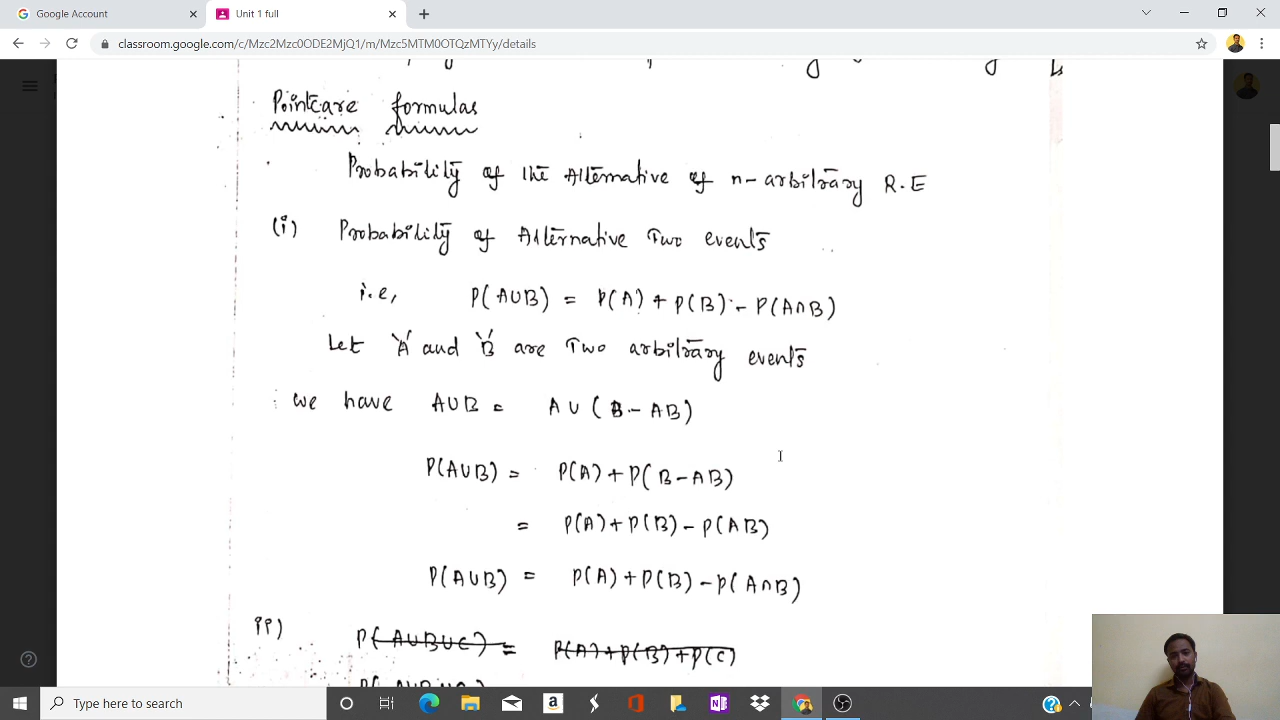 Google Account
Unit 1 full
classroom.google.com/c/Mzc2Mzc0ODE2MjQ1/m/Mzc5MTM0OTQzMTYy/details
Pointcare formulas
Probability of the Alternative of n-arbitrary R.E
(i) Probability of Alternative Two events
i.e, P(A∪B) = P(A) + P(B) - P(A∩B)
Let 'A' and 'B' are Two arbitrary events
we have A∪B = A∪(B-AB)
P(A∪B) = P(A)+P(B-AB)
= P(A)+P(B)-P(AB)
P(A∪B) = P(A)+P(B)-P(A∩B)
ii) P(A∪B∪C) = P(A)+P(B)+P(C)
Type here to search